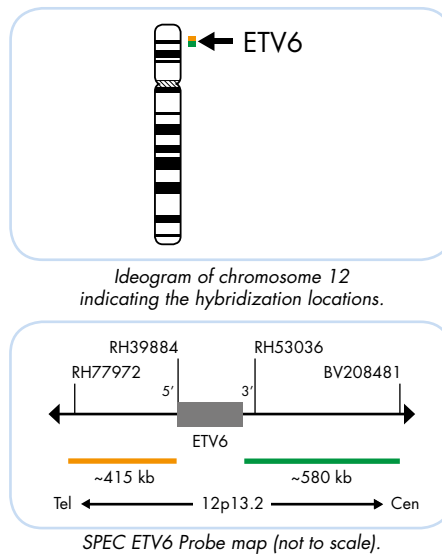 ETV6
Ideogram of chromosome 12
indicating the hybridization locations.
RH39884 RH53036
RH77972 BV208481
5’ 3’
ETV6
~415 kb ~580 kb
Tel 12p13.2 Cen
SPEC ETV6 Probe map (not to scale).